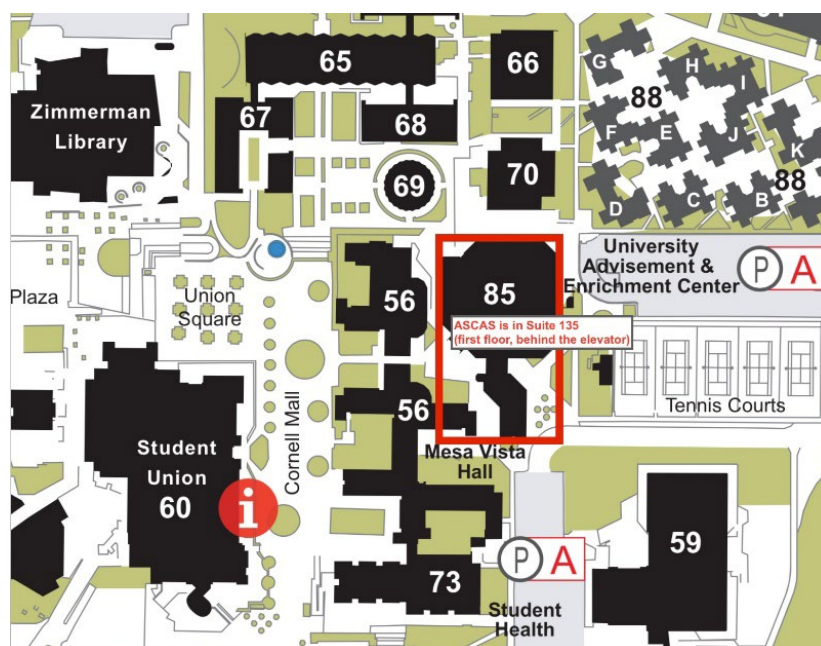 65
66
G
H
88
I
Zimmerman
Library
67
68
F
E
J
K
70
69
88
D
C
B
University
Advisement &
Enrichment Center
P A
85
56
Plaza
Union
Square
ASCAS is in Suite 135
(first floor, behind the elevator)
56
Tennis Courts
Cornell Mall
Student
Union
60
i
Mesa Vista
Hall
59
P A
73
Student
Health